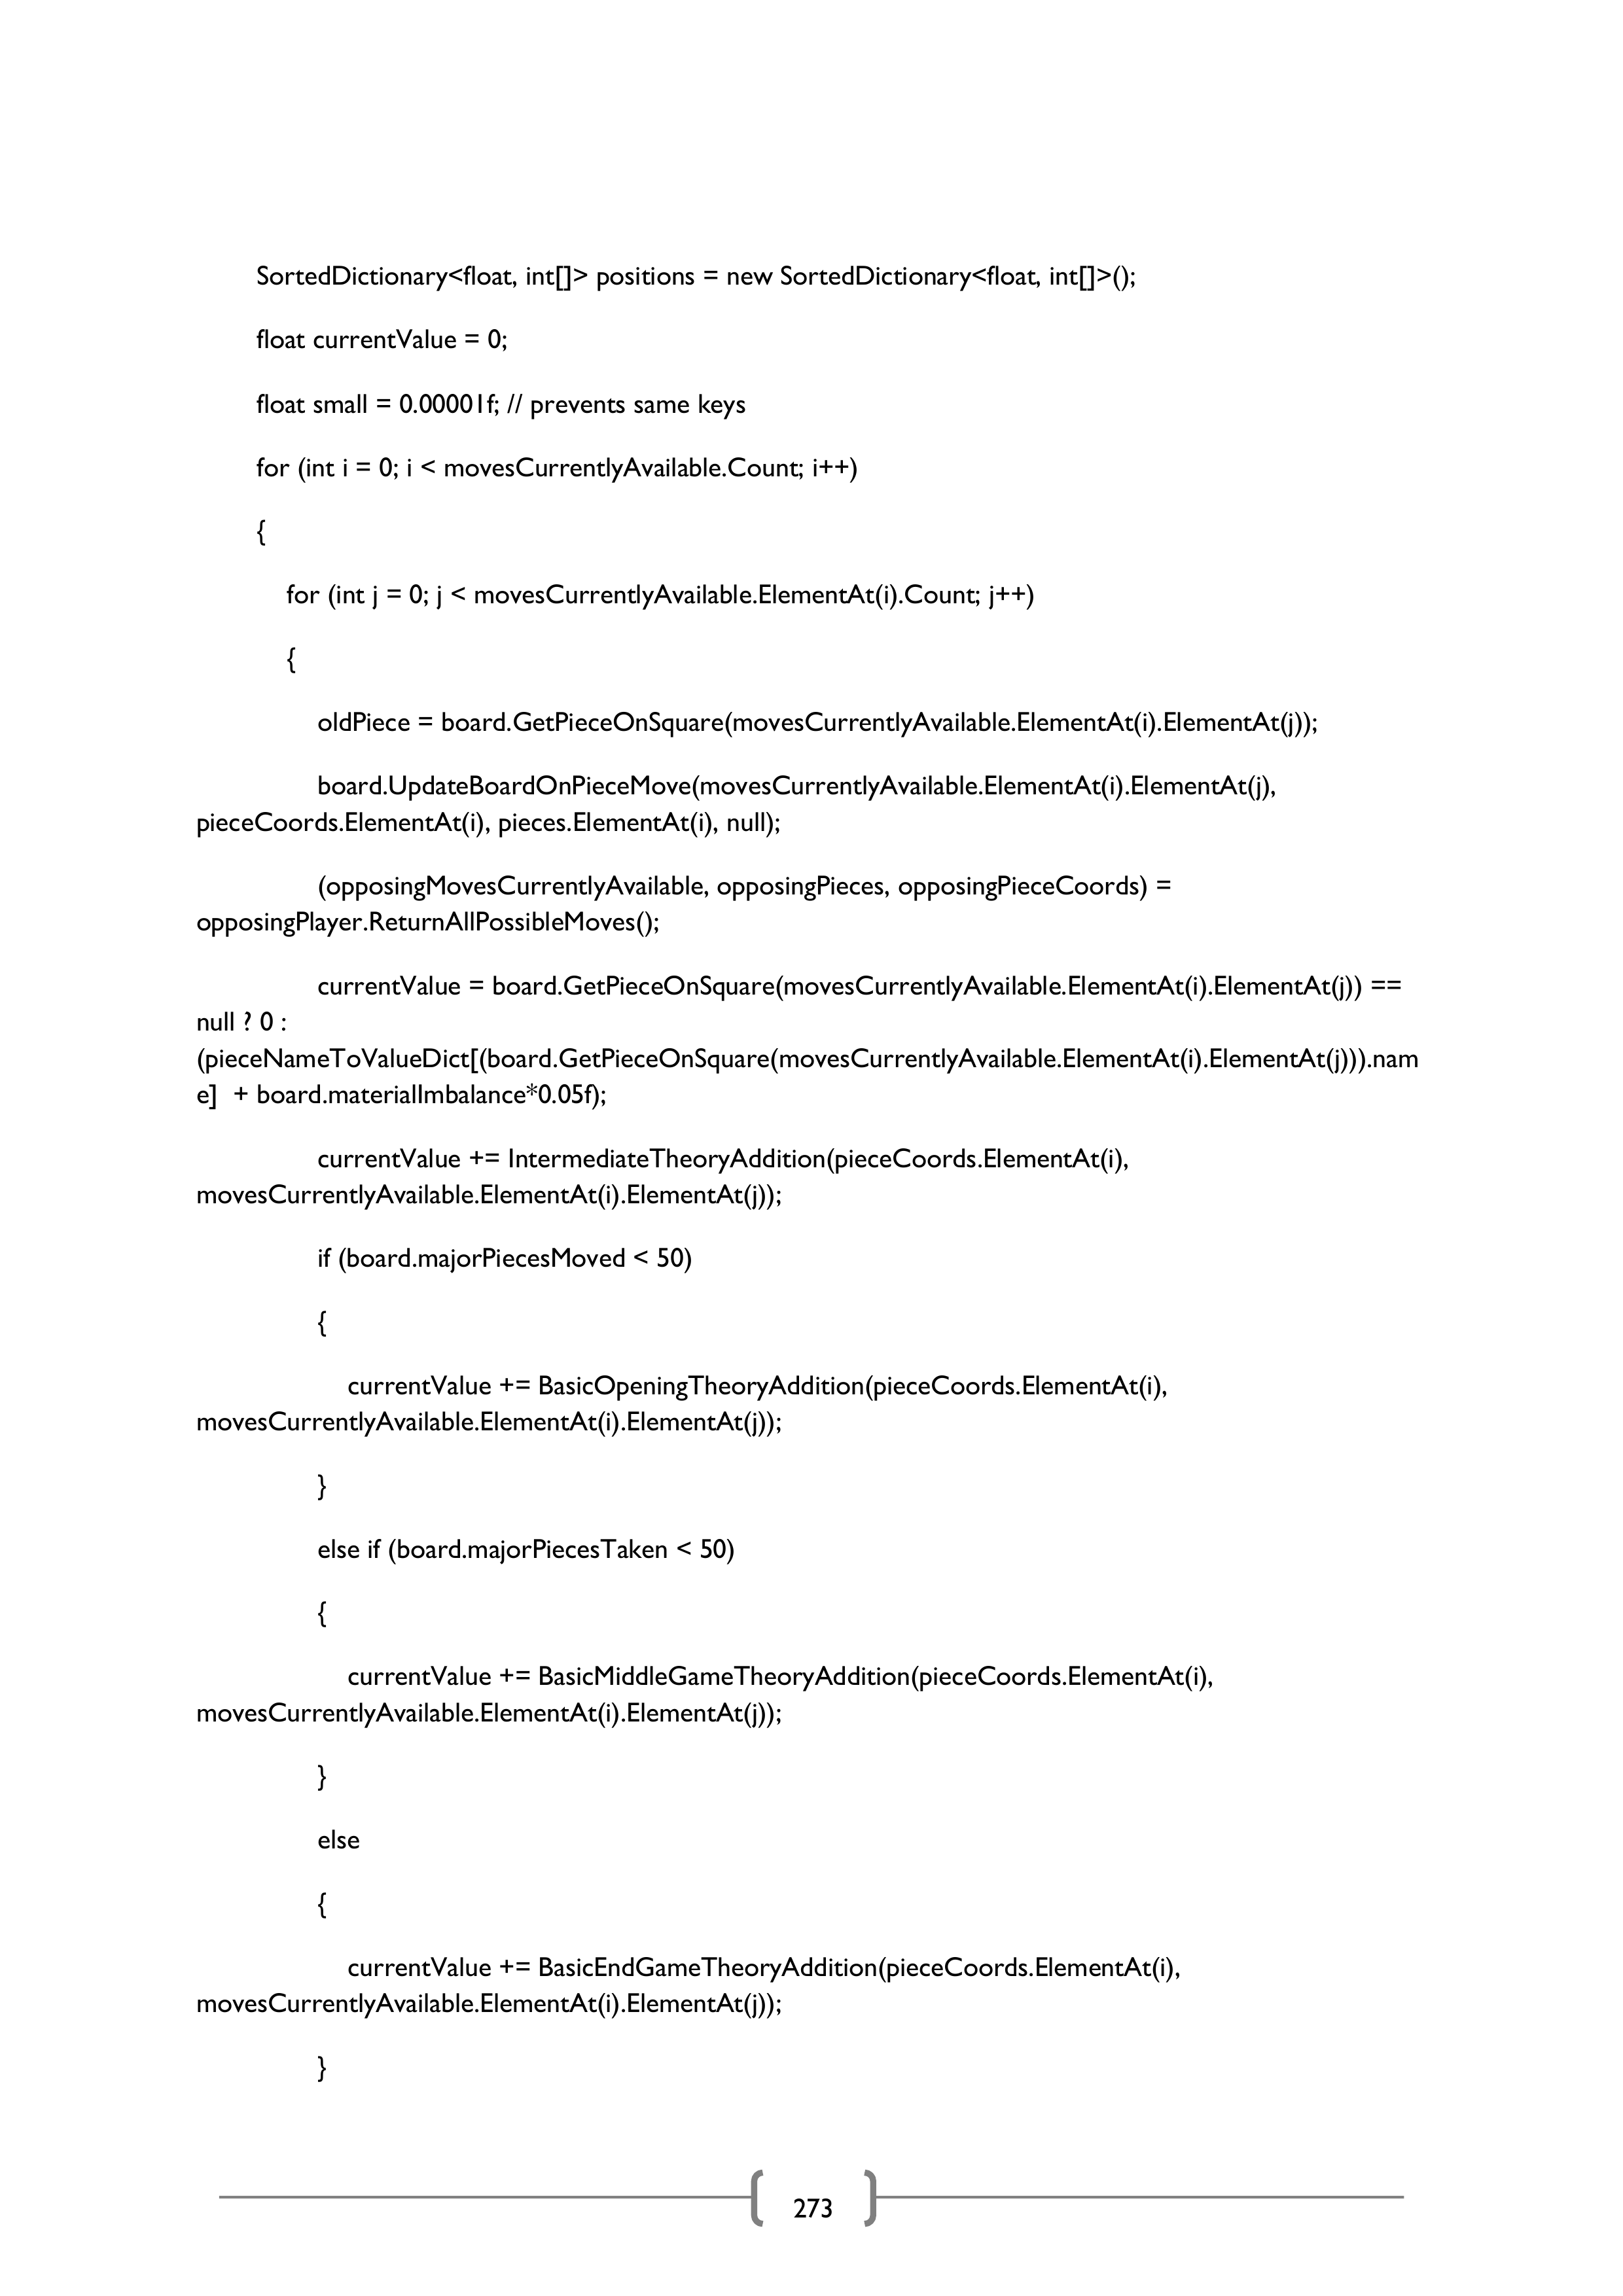 SortedDictionary<float, int[]> positions = new SortedDictionary<float, int[]>();
float currentValue = 0;
float small = 0.00001f; // prevents same keys
for (int i = 0; i < movesCurrentlyAvailable.Count; i++)
{
for (int j = 0; j < movesCurrentlyAvailable.ElementAt(i).Count; j++)
{
oldPiece = board.GetPieceOnSquare(movesCurrentlyAvailable.ElementAt(i).ElementAt(j));
board.UpdateBoardOnPieceMove(movesCurrentlyAvailable.ElementAt(i).ElementAt(j),
pieceCoords.ElementAt(i), pieces.ElementAt(i), null);
(opposingMovesCurrentlyAvailable, opposingPieces, opposingPieceCoords) =
opposingPlayer.ReturnAllPossibleMoves();
currentValue = board.GetPieceOnSquare(movesCurrentlyAvailable.ElementAt(i).ElementAt(j)) ==
null ? 0 :
(pieceNameToValueDict[(board.GetPieceOnSquare(movesCurrentlyAvailable.ElementAt(i).ElementAt(j))).nam
e]  + board.materialImbalance*0.05f);
currentValue += IntermediateTheoryAddition(pieceCoords.ElementAt(i),
movesCurrentlyAvailable.ElementAt(i).ElementAt(j));
if (board.majorPiecesMoved < 50)
{
currentValue += BasicOpeningTheoryAddition(pieceCoords.ElementAt(i),
movesCurrentlyAvailable.ElementAt(i).ElementAt(j));
}
else if (board.majorPiecesTaken < 50)
{
currentValue += BasicMiddleGameTheoryAddition(pieceCoords.ElementAt(i),
movesCurrentlyAvailable.ElementAt(i).ElementAt(j));
}
else
{
currentValue += BasicEndGameTheoryAddition(pieceCoords.ElementAt(i),
movesCurrentlyAvailable.ElementAt(i).ElementAt(j));
}
273